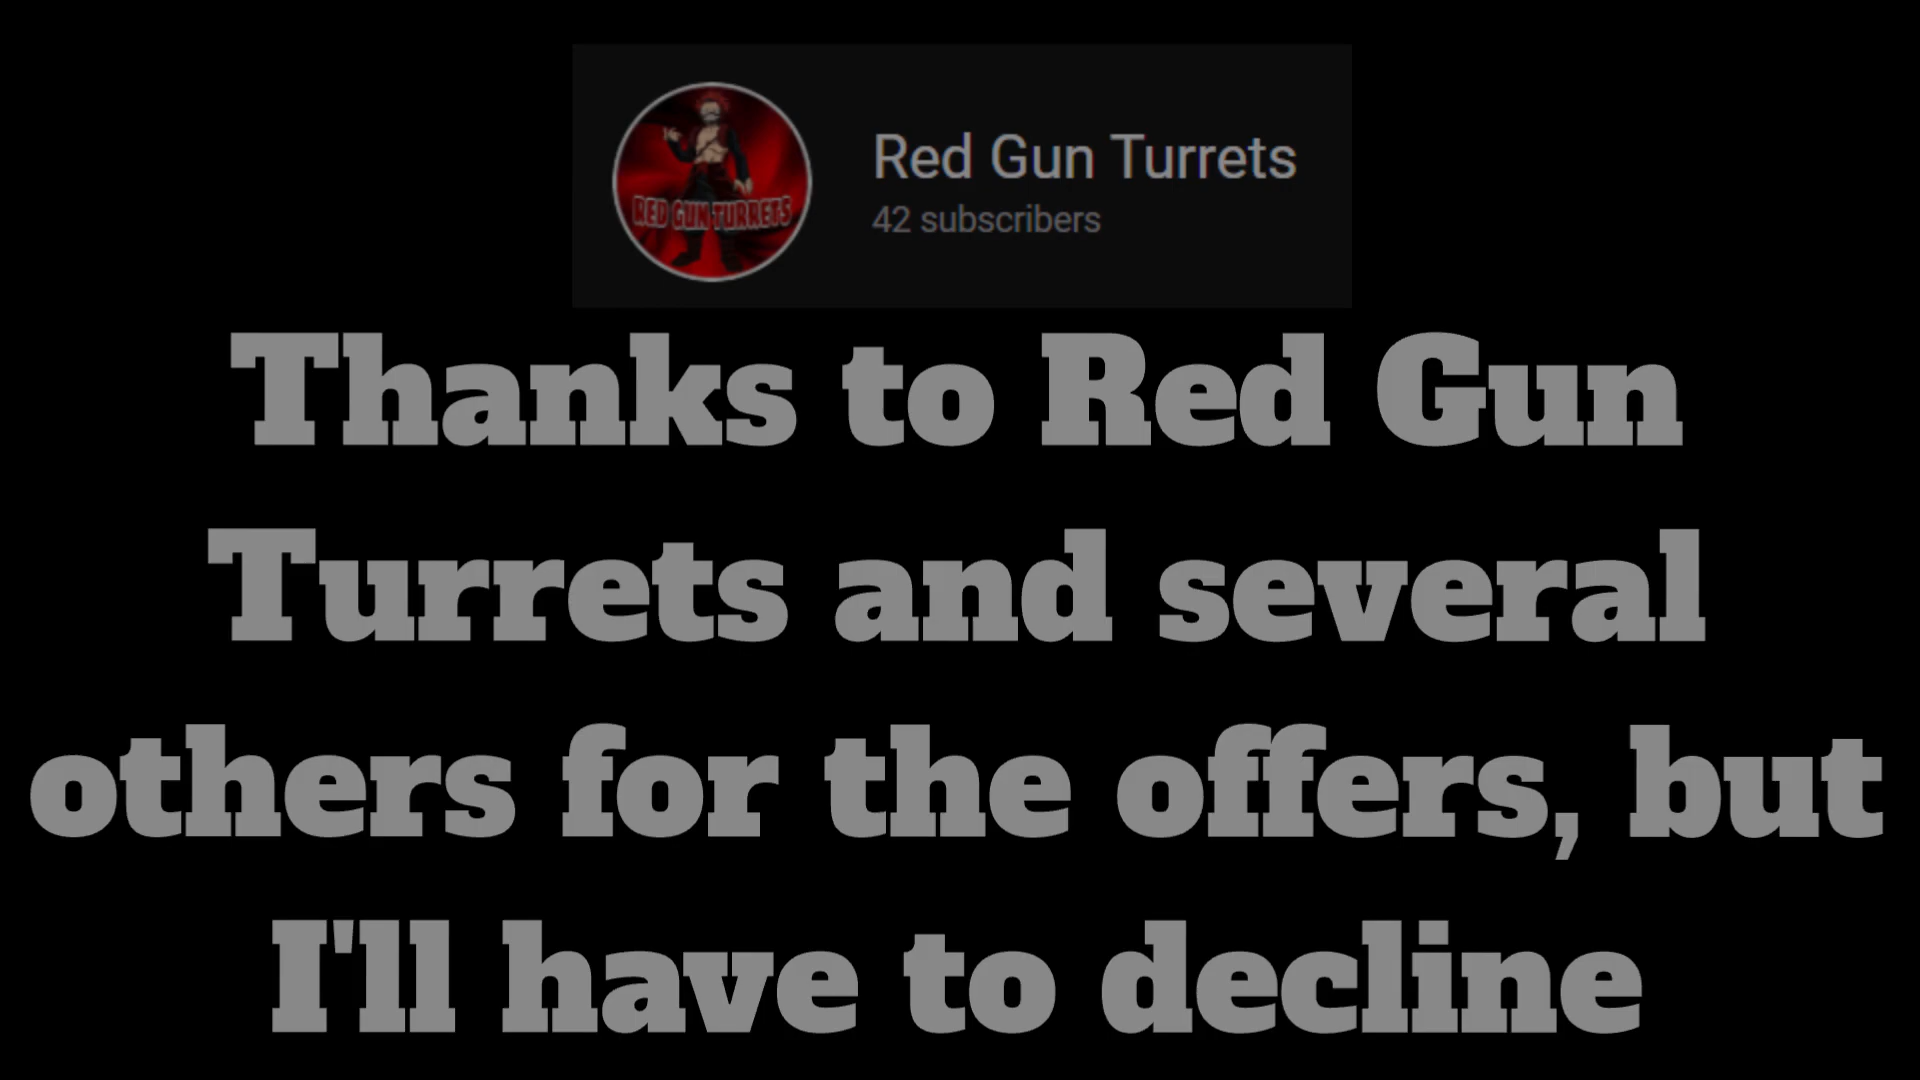 RED GUN TURRETS
Red Gun Turrets
42 subscribers
Thanks to Red Gun
Turrets and several
others for the offers, but
I'll have to decline